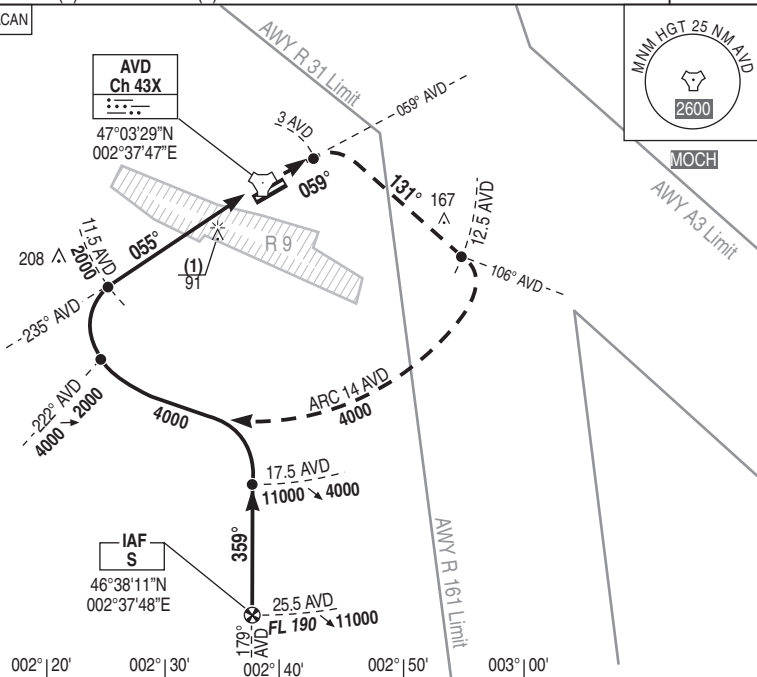 CAN
AWY R 31 Limit
MNM HGT 25 NM AVD
2600
MOCH
AWY A3 Limit
AVD
Ch 43X
47°03'29”N
002°37'47”E
3 AVD
059° AVD
059°
131°
167
12.5 AVD
106° AVD
11.5 AVD
2000
208
055°
R 9
(1)
91
235° AVD
222° AVD
4000 ➘ 2000
4000
ARC 14 AVD
4000
17.5 AVD
11000 ➘ 4000
359°
IAF
S
46°38'11”N
002°37'48”E
25.5 AVD
FL 190 ➘ 11000
179°
AVD
AWY R 161 Limit
002°20' 002°30' 002°40' 002°50' 003°00'